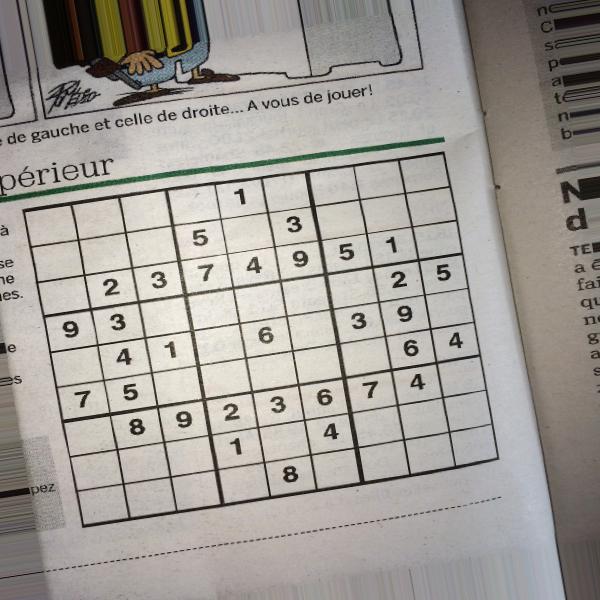 e de gauche et celle de droite... A vous de jouer!
périeur
à
se
ne
es.
e
s
pez
1
5 3
2 3 7 4 9 5 1
9 3 2 5
4 1 6 3 9
7 5 6 4
8 9 2 3 6 7 4
1 4
8
n
C
s
p
a
t
n
b
N
d
TE
a é
fai
qu
no
g
a
s